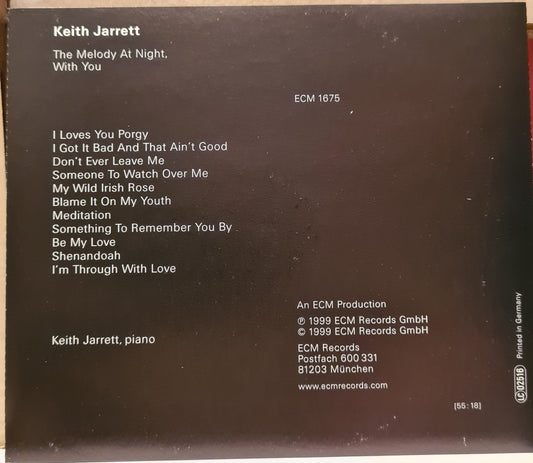 Keith Jarrett
The Melody At Night,
With You
ECM 1675
I Loves You Porgy
I Got It Bad And That Ain't Good
Don't Ever Leave Me
Someone To Watch Over Me
My Wild Irish Rose
Blame It On My Youth
Meditation
Something To Remember You By
Be My Love
Shenandoah
I'm Through With Love
Keith Jarrett, piano
An ECM Production
℗ 1999 ECM Records GmbH
© 1999 ECM Records GmbH
ECM Records
Postfach 600 331
81203 München
www.ecmrecords.com
[55:18]
LC 02516 Printed in Germany